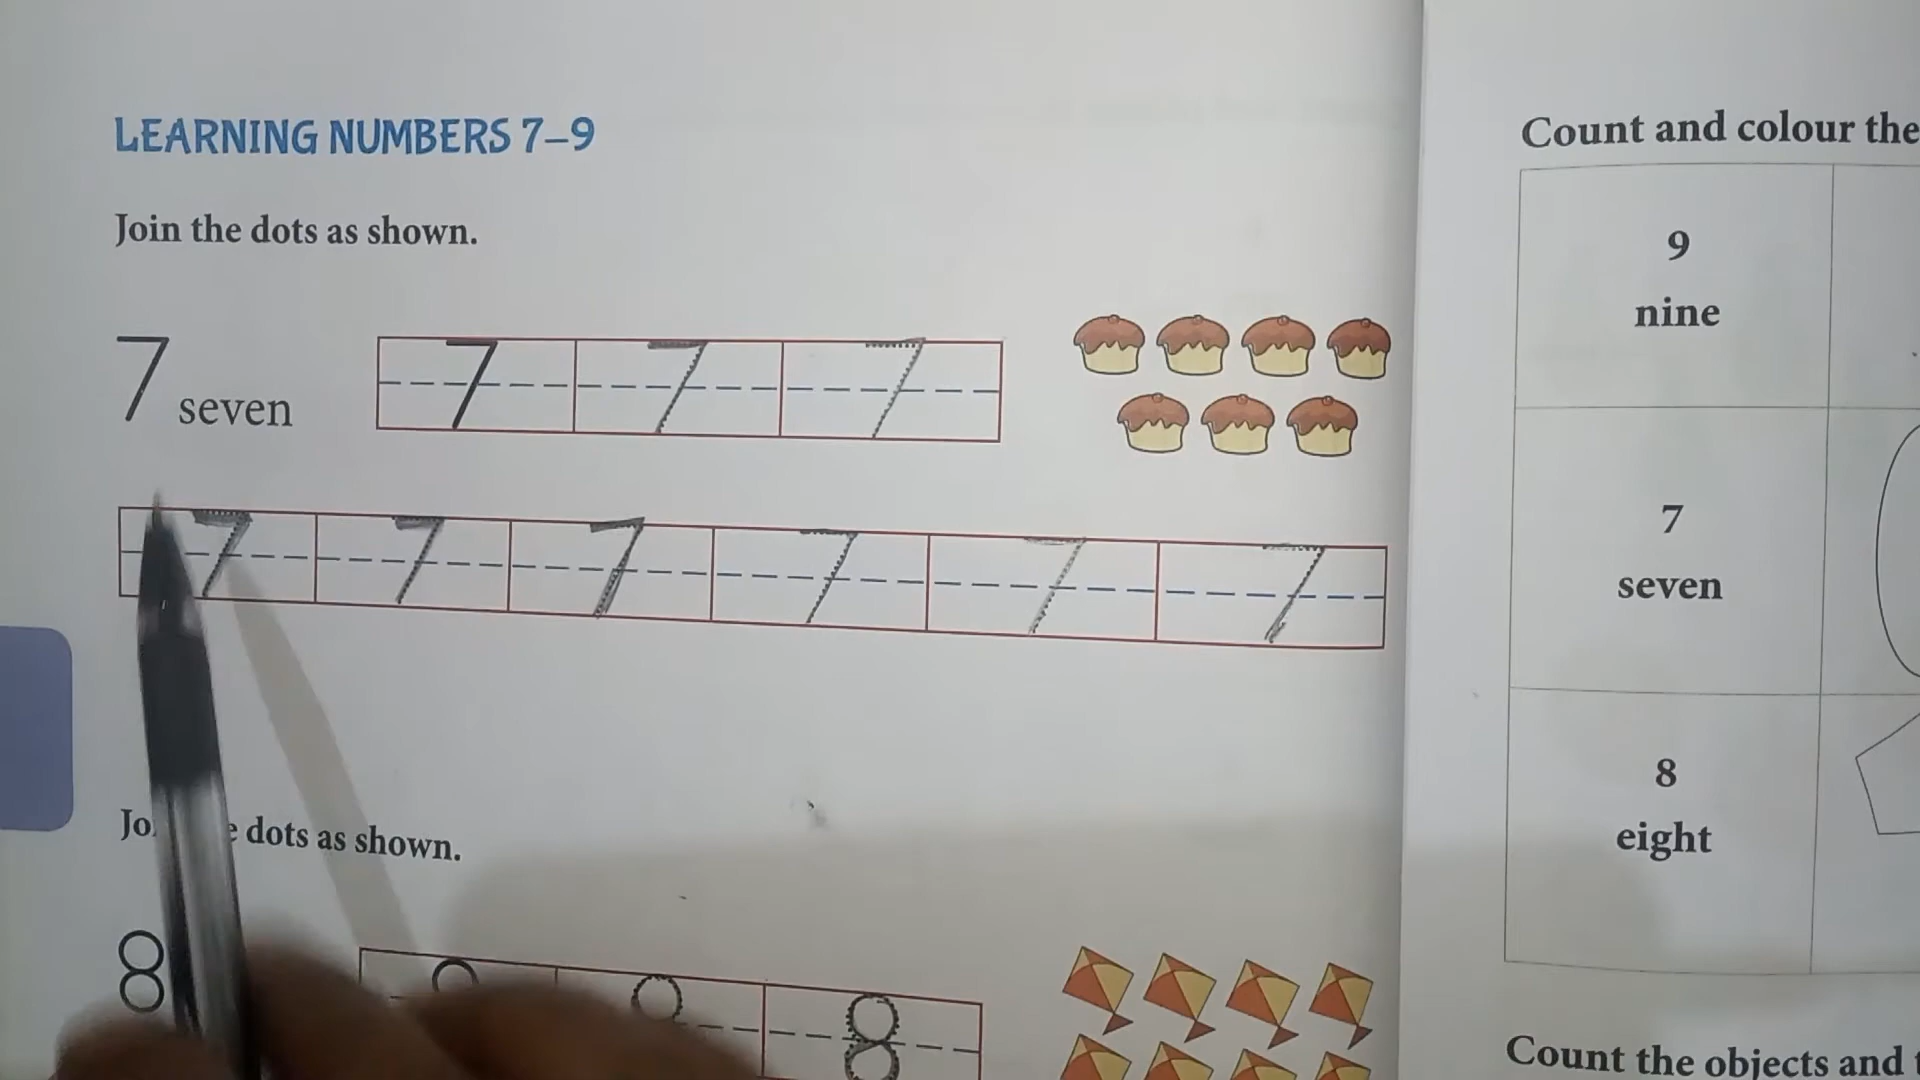 LEARNING NUMBERS 7–9
Join the dots as shown.
7 seven
7 7 7
7 7 7 7 7 7
dots as shown.
8
8 8 8
Count and colour the
9
nine
7
seven
8
eight
Count the objects and